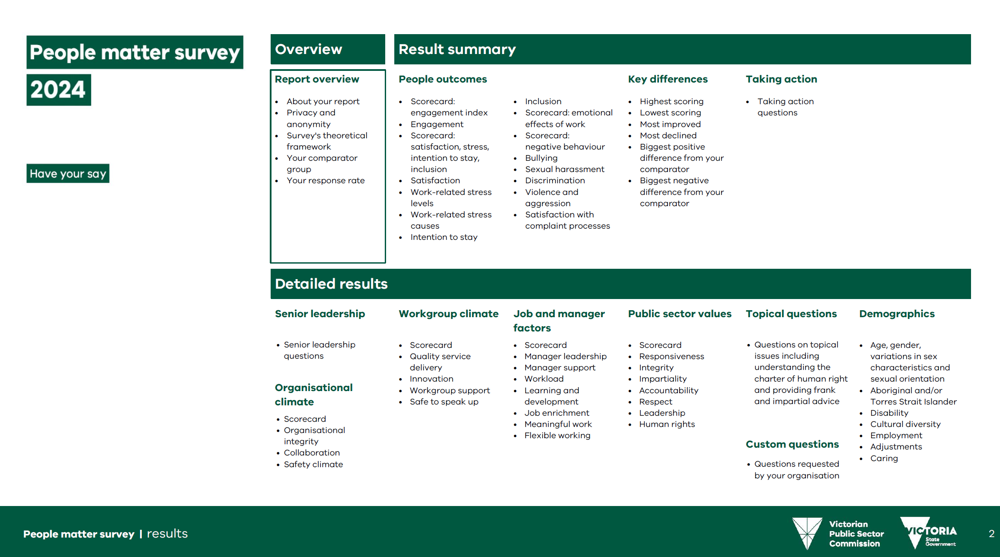 People matter survey
2024
Have your say
Overview
Report overview
• About your report
• Privacy and
anonymity
• Survey's theoretical
framework
• Your comparator
group
• Your response rate
Result summary
People outcomes
• Scorecard:
engagement index
• Engagement
• Scorecard:
satisfaction, stress,
intention to stay,
inclusion
• Satisfaction
• Work-related stress
levels
• Work-related stress
causes
• Intention to stay
• Inclusion
• Scorecard: emotional
effects of work
• Scorecard:
negative behaviour
• Bullying
• Sexual harassment
• Discrimination
• Violence and
aggression
• Satisfaction with
complaint processes
Key differences
• Highest scoring
• Lowest scoring
• Most improved
• Most declined
• Biggest positive
difference from your
comparator
• Biggest negative
difference from your
comparator
Taking action
• Taking action
questions
Detailed results
Senior leadership
• Senior leadership
questions
Organisational
climate
• Scorecard
• Organisational
integrity
• Collaboration
• Safety climate
Workgroup climate
• Scorecard
• Quality service
delivery
• Innovation
• Workgroup support
• Safe to speak up
Job and manager
factors
• Scorecard
• Manager leadership
• Manager support
• Workload
• Learning and
development
• Job enrichment
• Meaningful work
• Flexible working
Public sector values
• Scorecard
• Responsiveness
• Integrity
• Impartiality
• Accountability
• Respect
• Leadership
• Human rights
Topical questions
• Questions on topical
issues including
understanding the
charter of human right
and providing frank
and impartial advice
Custom questions
• Questions requested
by your organisation
Demographics
• Age, gender,
variations in sex
characteristics and
sexual orientation
• Aboriginal and/or
Torres Strait Islander
• Disability
• Cultural diversity
• Employment
• Adjustments
• Caring
People matter survey | results
Victorian
Public Sector
Commission
VICTORIA
State
Government
2